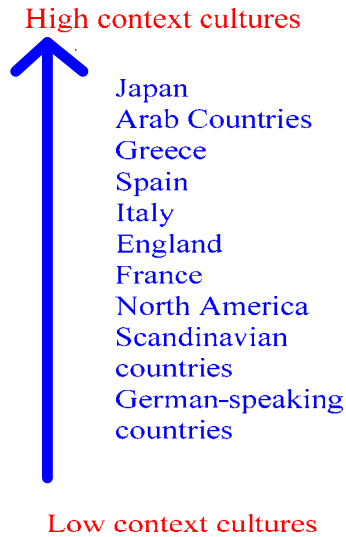 High context cultures
Japan
Arab Countries
Greece
Spain
Italy
England
France
North America
Scandinavian
countries
German-speaking
countries
Low context cultures